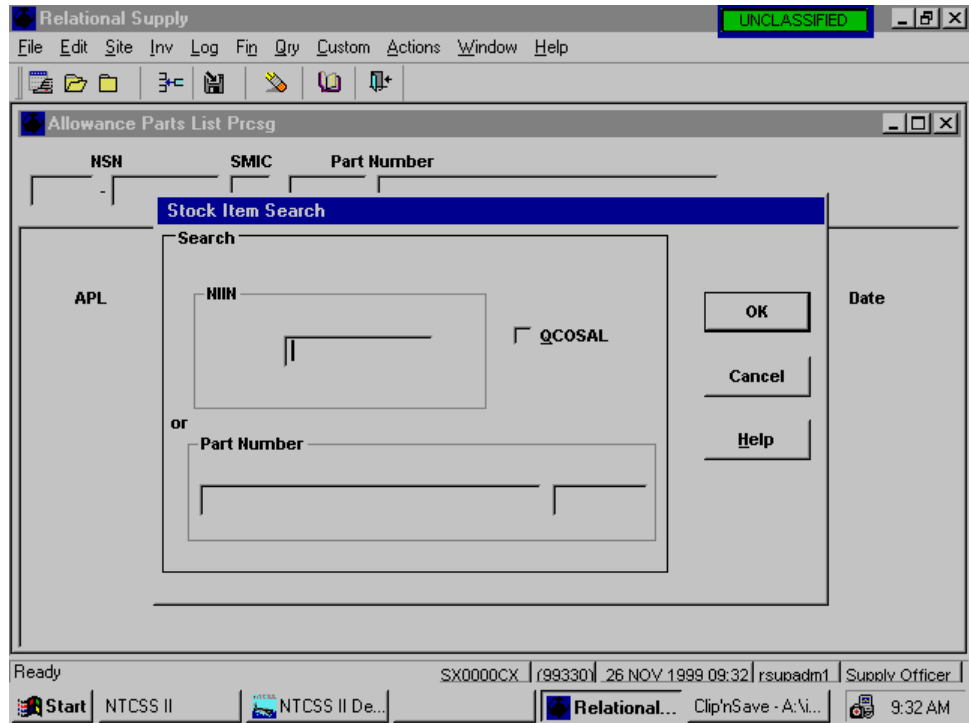 Relational Supply UNCLASSIFIED
File Edit Site Inv Log Fin Qry Custom Actions Window Help
Allowance Parts List Prcsg
NSN SMIC Part Number
-
Stock Item Search
Search
APL NIIN OK Date
QCOSAL
Cancel
or
Part Number Help
Ready SX0000CX (99330) 26 NOV 1999 09:32 rsupadm1 Supply Officer
Start NTCSS II NTCSS II De... Relational... Clip'nSave - A:\i... 9:32 AM